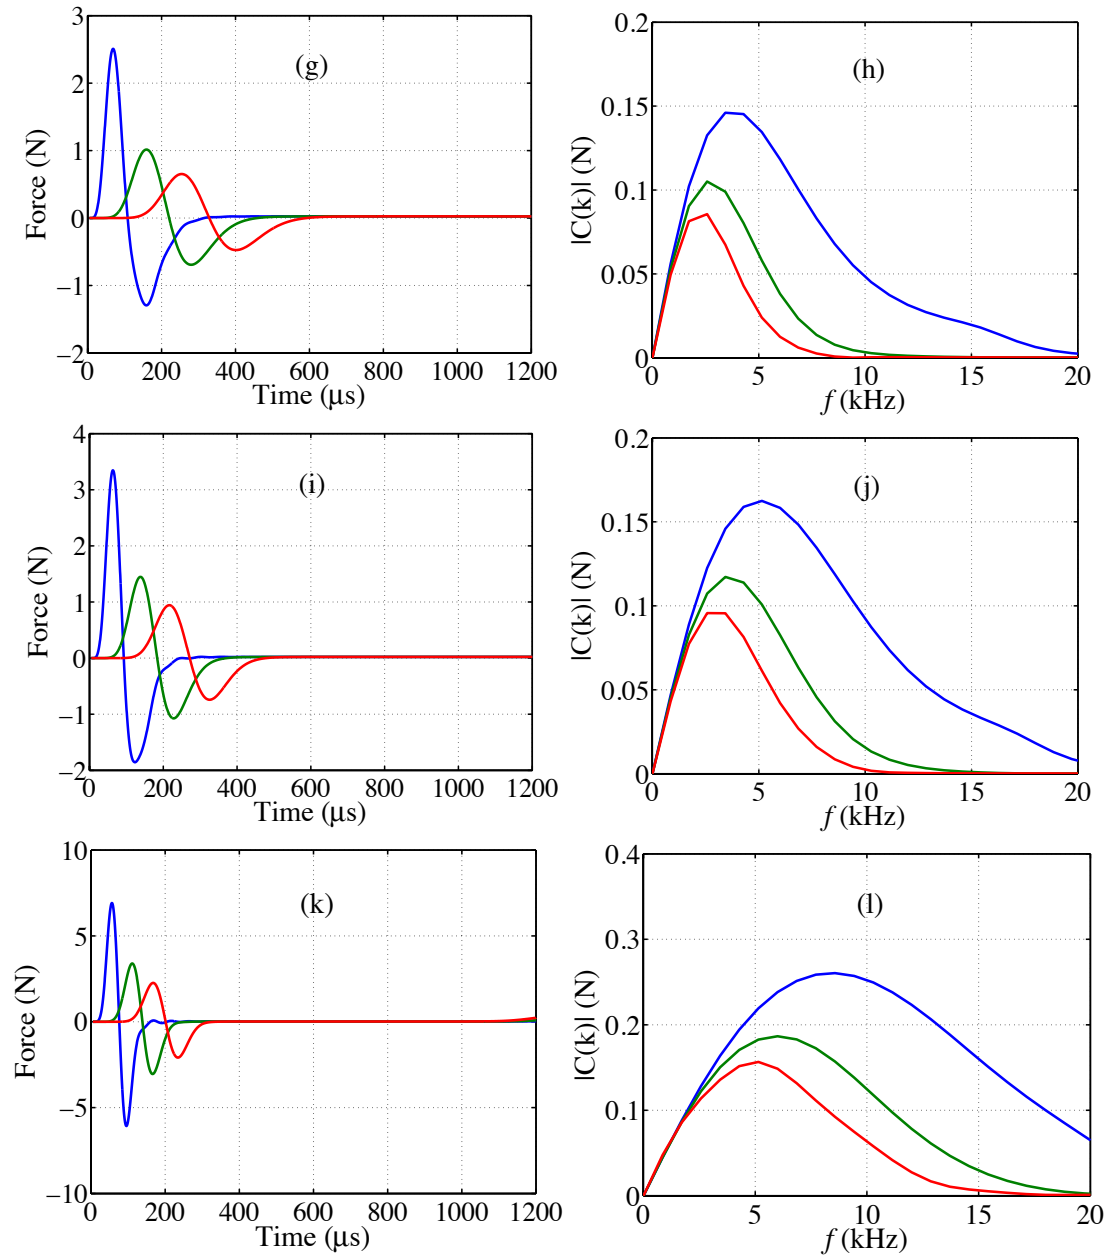 3
2
1
0
−1
−2
Force (N)
(g)
0 200 400 600 800 1000 1200
Time (μs)
0.2
0.15
0.1
0.05
0
|C(k)| (N)
(h)
0 5 10 15 20
f (kHz)
4
3
2
1
0
−1
−2
Force (N)
(i)
0 200 400 600 800 1000 1200
Time (μs)
0.2
0.15
0.1
0.05
0
|C(k)| (N)
(j)
0 5 10 15 20
f (kHz)
10
5
0
−5
−10
Force (N)
(k)
0 200 400 600 800 1000 1200
Time (μs)
0.4
0.3
0.2
0.1
0
|C(k)| (N)
(l)
0 5 10 15 20
f (kHz)